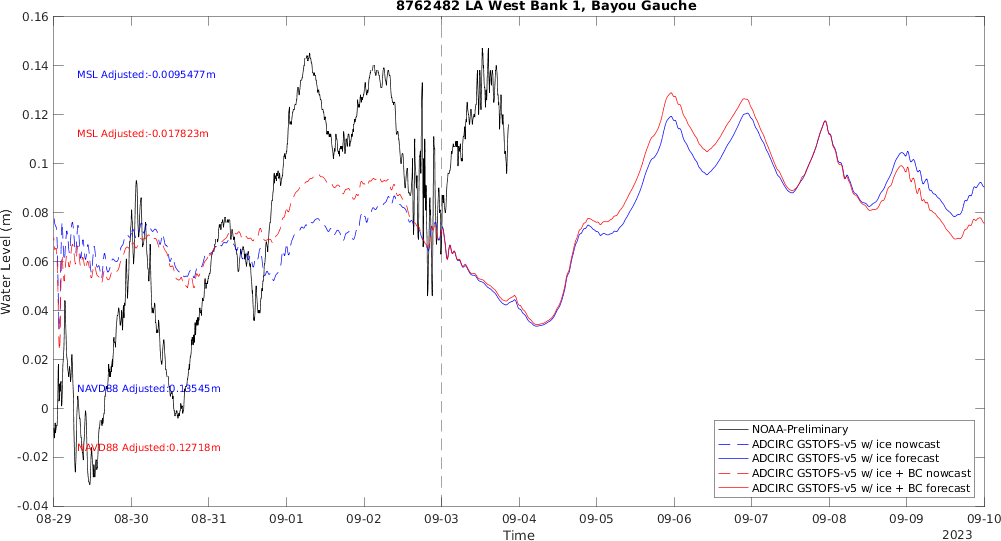 8762482 LA West Bank 1, Bayou Gauche
0.16
0.14
0.12
0.1
0.08
0.06
0.04
0.02
0
-0.02
-0.04
Water Level (m)
MSL Adjusted:-0.0095477m
MSL Adjusted:-0.017823m
NAVD88 Adjusted:0.13545m
NAVD88 Adjusted:0.12718m
NOAA-Preliminary
ADCIRC GSTOFS-v5 w/ ice nowcast
ADCIRC GSTOFS-v5 w/ ice forecast
ADCIRC GSTOFS-v5 w/ ice + BC nowcast
ADCIRC GSTOFS-v5 w/ ice + BC forecast
08-29 08-30 08-31 09-01 09-02 09-03 09-04 09-05 09-06 09-07 09-08 09-09 09-10
Time
2023